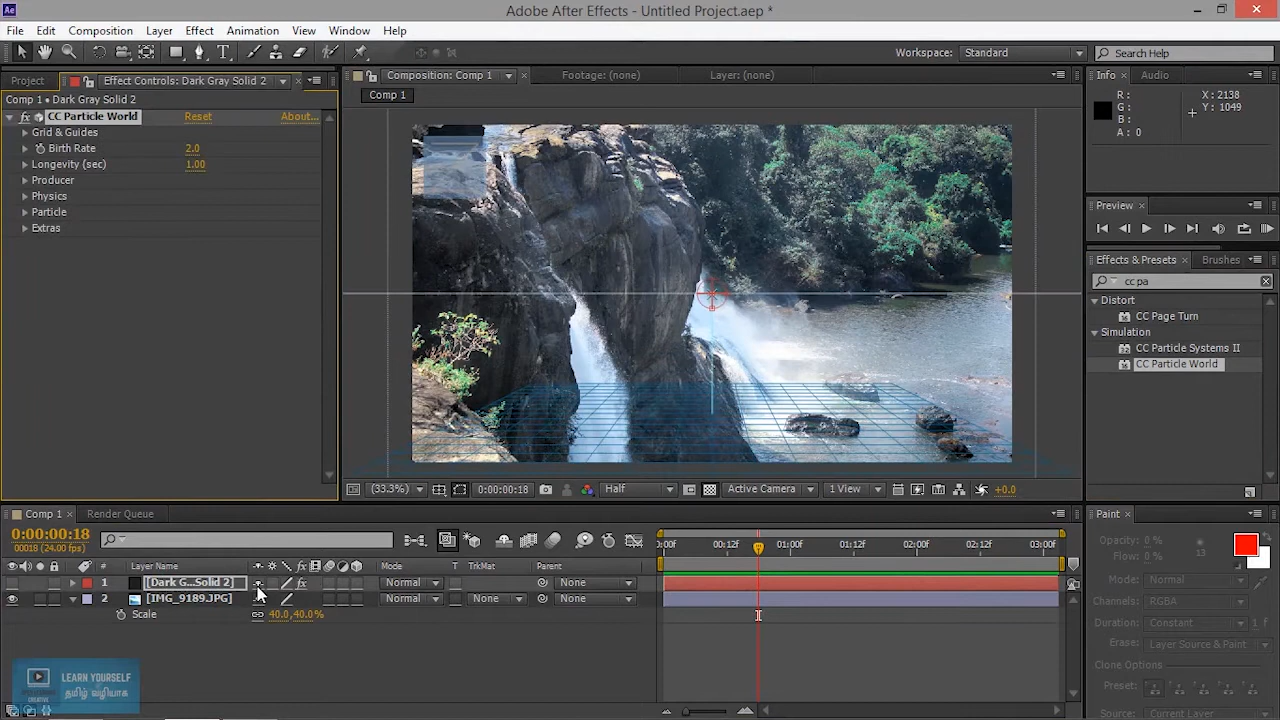 Ae Adobe After Effects - Untitled Project.aep *
File Edit Composition Layer Effect Animation View Window Help
Workspace: Standard Search Help
Project Effect Controls: Dark Gray Solid 2 Composition: Comp 1 Footage: (none) Layer: (none) Info Audio
Comp 1 • Dark Gray Solid 2
Comp 1
R: X: 2138
G: Y: 1049
B:
A: 0
fx CC Particle World Reset About...
Grid & Guides
Birth Rate 2.0
Longevity (sec) 1.00
Producer
Physics
Particle
Extras
Preview
Effects & Presets Brushes
cc pa
Distort
CC Page Turn
Simulation
CC Particle Systems II
CC Particle World
(33.3%) 0:00:00:18 Half Active Camera 1 View +0.0
Comp 1 Render Queue
0:00:00:18
00018 (24.00 fps)
:00f 00:12f 01:00f 01:12f 02:00f 02:12f 03:00f
# Layer Name Mode T TrkMat Parent
1 [Dark G...Solid 2] Normal None
2 [IMG_9189.JPG] Normal None None
Scale 40.0,40.0%
Paint
Opacity: 0 %
Flow: 0 %
13
Mode: Normal
Channels: RGBA
Duration: Constant 1 f
Erase: Layer Source & Paint
Clone Options
Preset:
Source: Current Layer
LEARN YOURSELF
தமிழ் வழியாக
CREATIVE